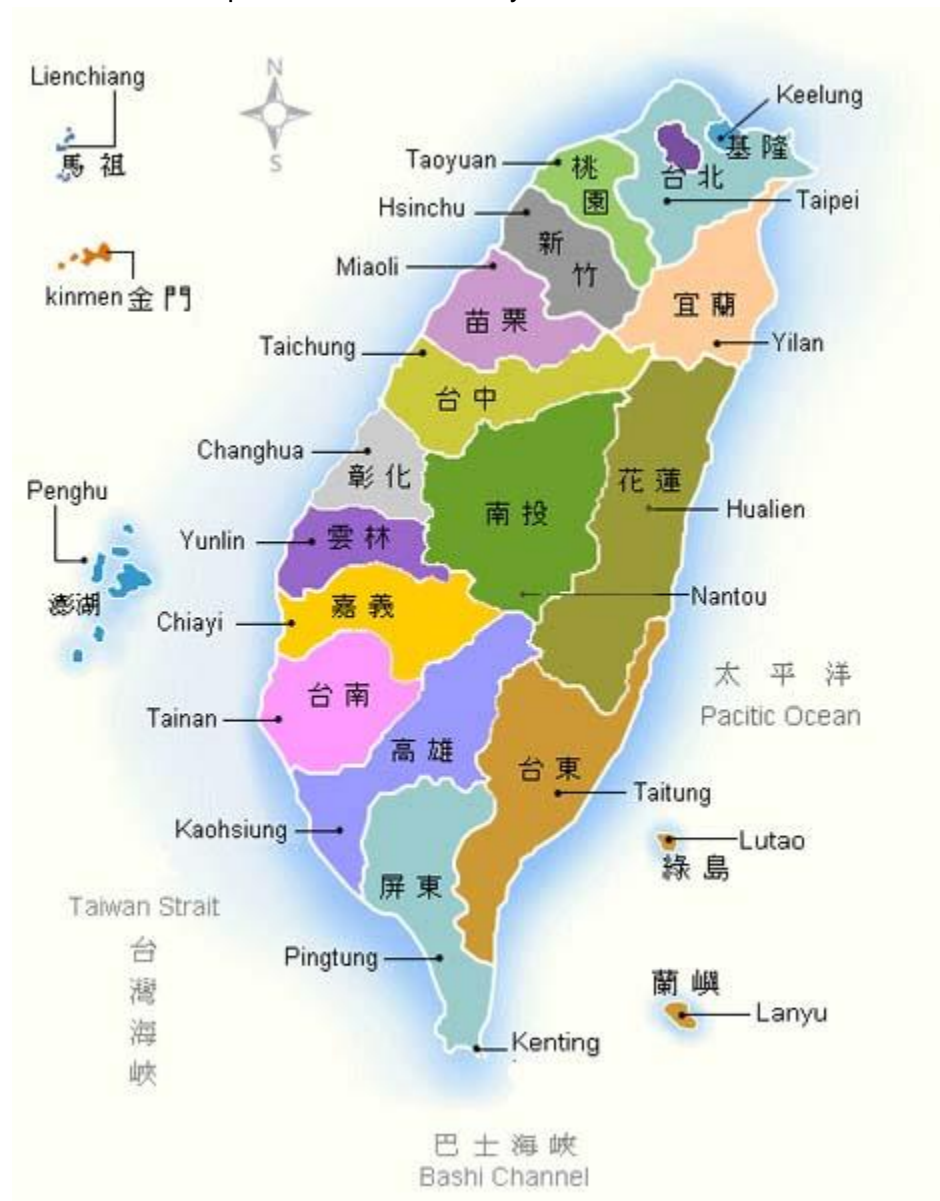 Lienchiang
馬祖
kinmen 金門
N
S
Keelung
基隆
台北
Taipei
Taoyuan
桃園
Hsinchu
新竹
Miaoli
苗栗
宜蘭
Yilan
Taichung
台中
Changhua
彰化
Penghu
澎湖
南投
花蓮
Hualien
Yunlin
雲林
Nantou
Chiayi
嘉義
太平洋
Pacitic Ocean
Tainan
台南
高雄
台東
Taitung
Kaohsiung
Lutao
綠島
屏東
Taiwan Strait
台灣海峽
Pingtung
蘭嶼
Lanyu
Kenting
巴士海峽
Bashi Channel